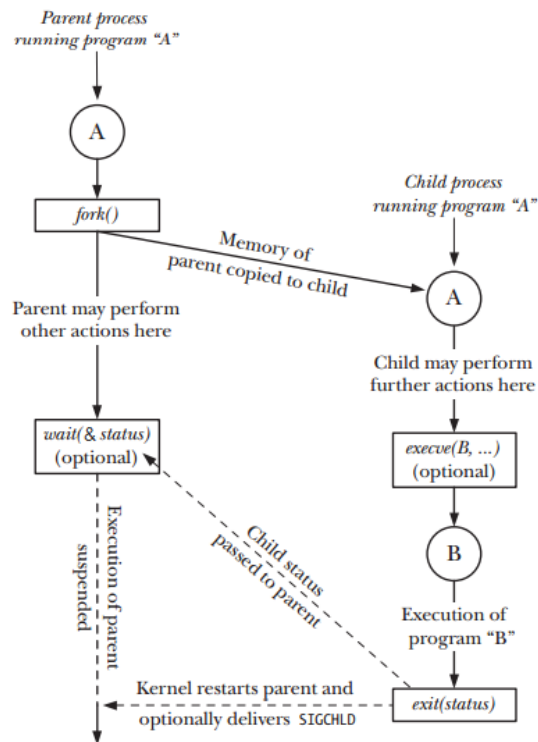 Parent process
running program “A”
A
fork()
Child process
running program “A”
Memory of
parent copied to child
A
Parent may perform
other actions here
Child may perform
further actions here
wait(& status)
(optional)
execve(B, ...)
(optional)
B
Execution of parent
suspended
Child status
passed to parent
Execution of
program “B”
Kernel restarts parent and
optionally delivers SIGCHLD
exit(status)